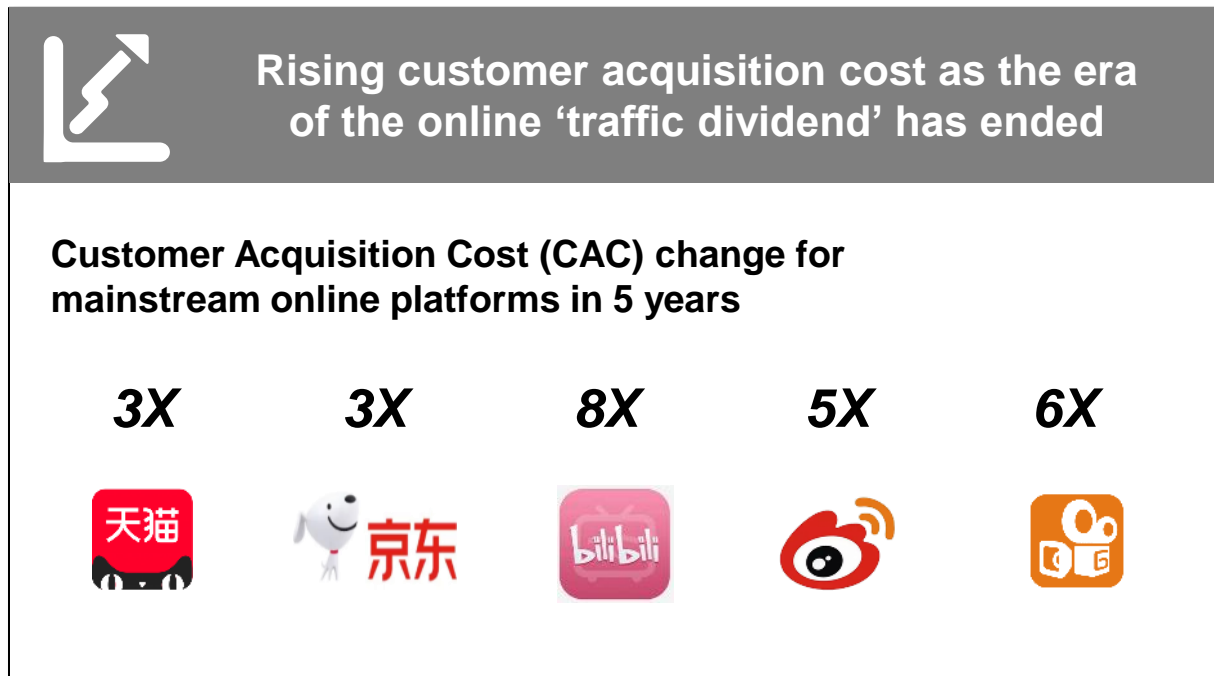 Rising customer acquisition cost as the era
of the online ‘traffic dividend’ has ended
Customer Acquisition Cost (CAC) change for
mainstream online platforms in 5 years
3X 3X 8X 5X 6X
天猫 京东 bilibili